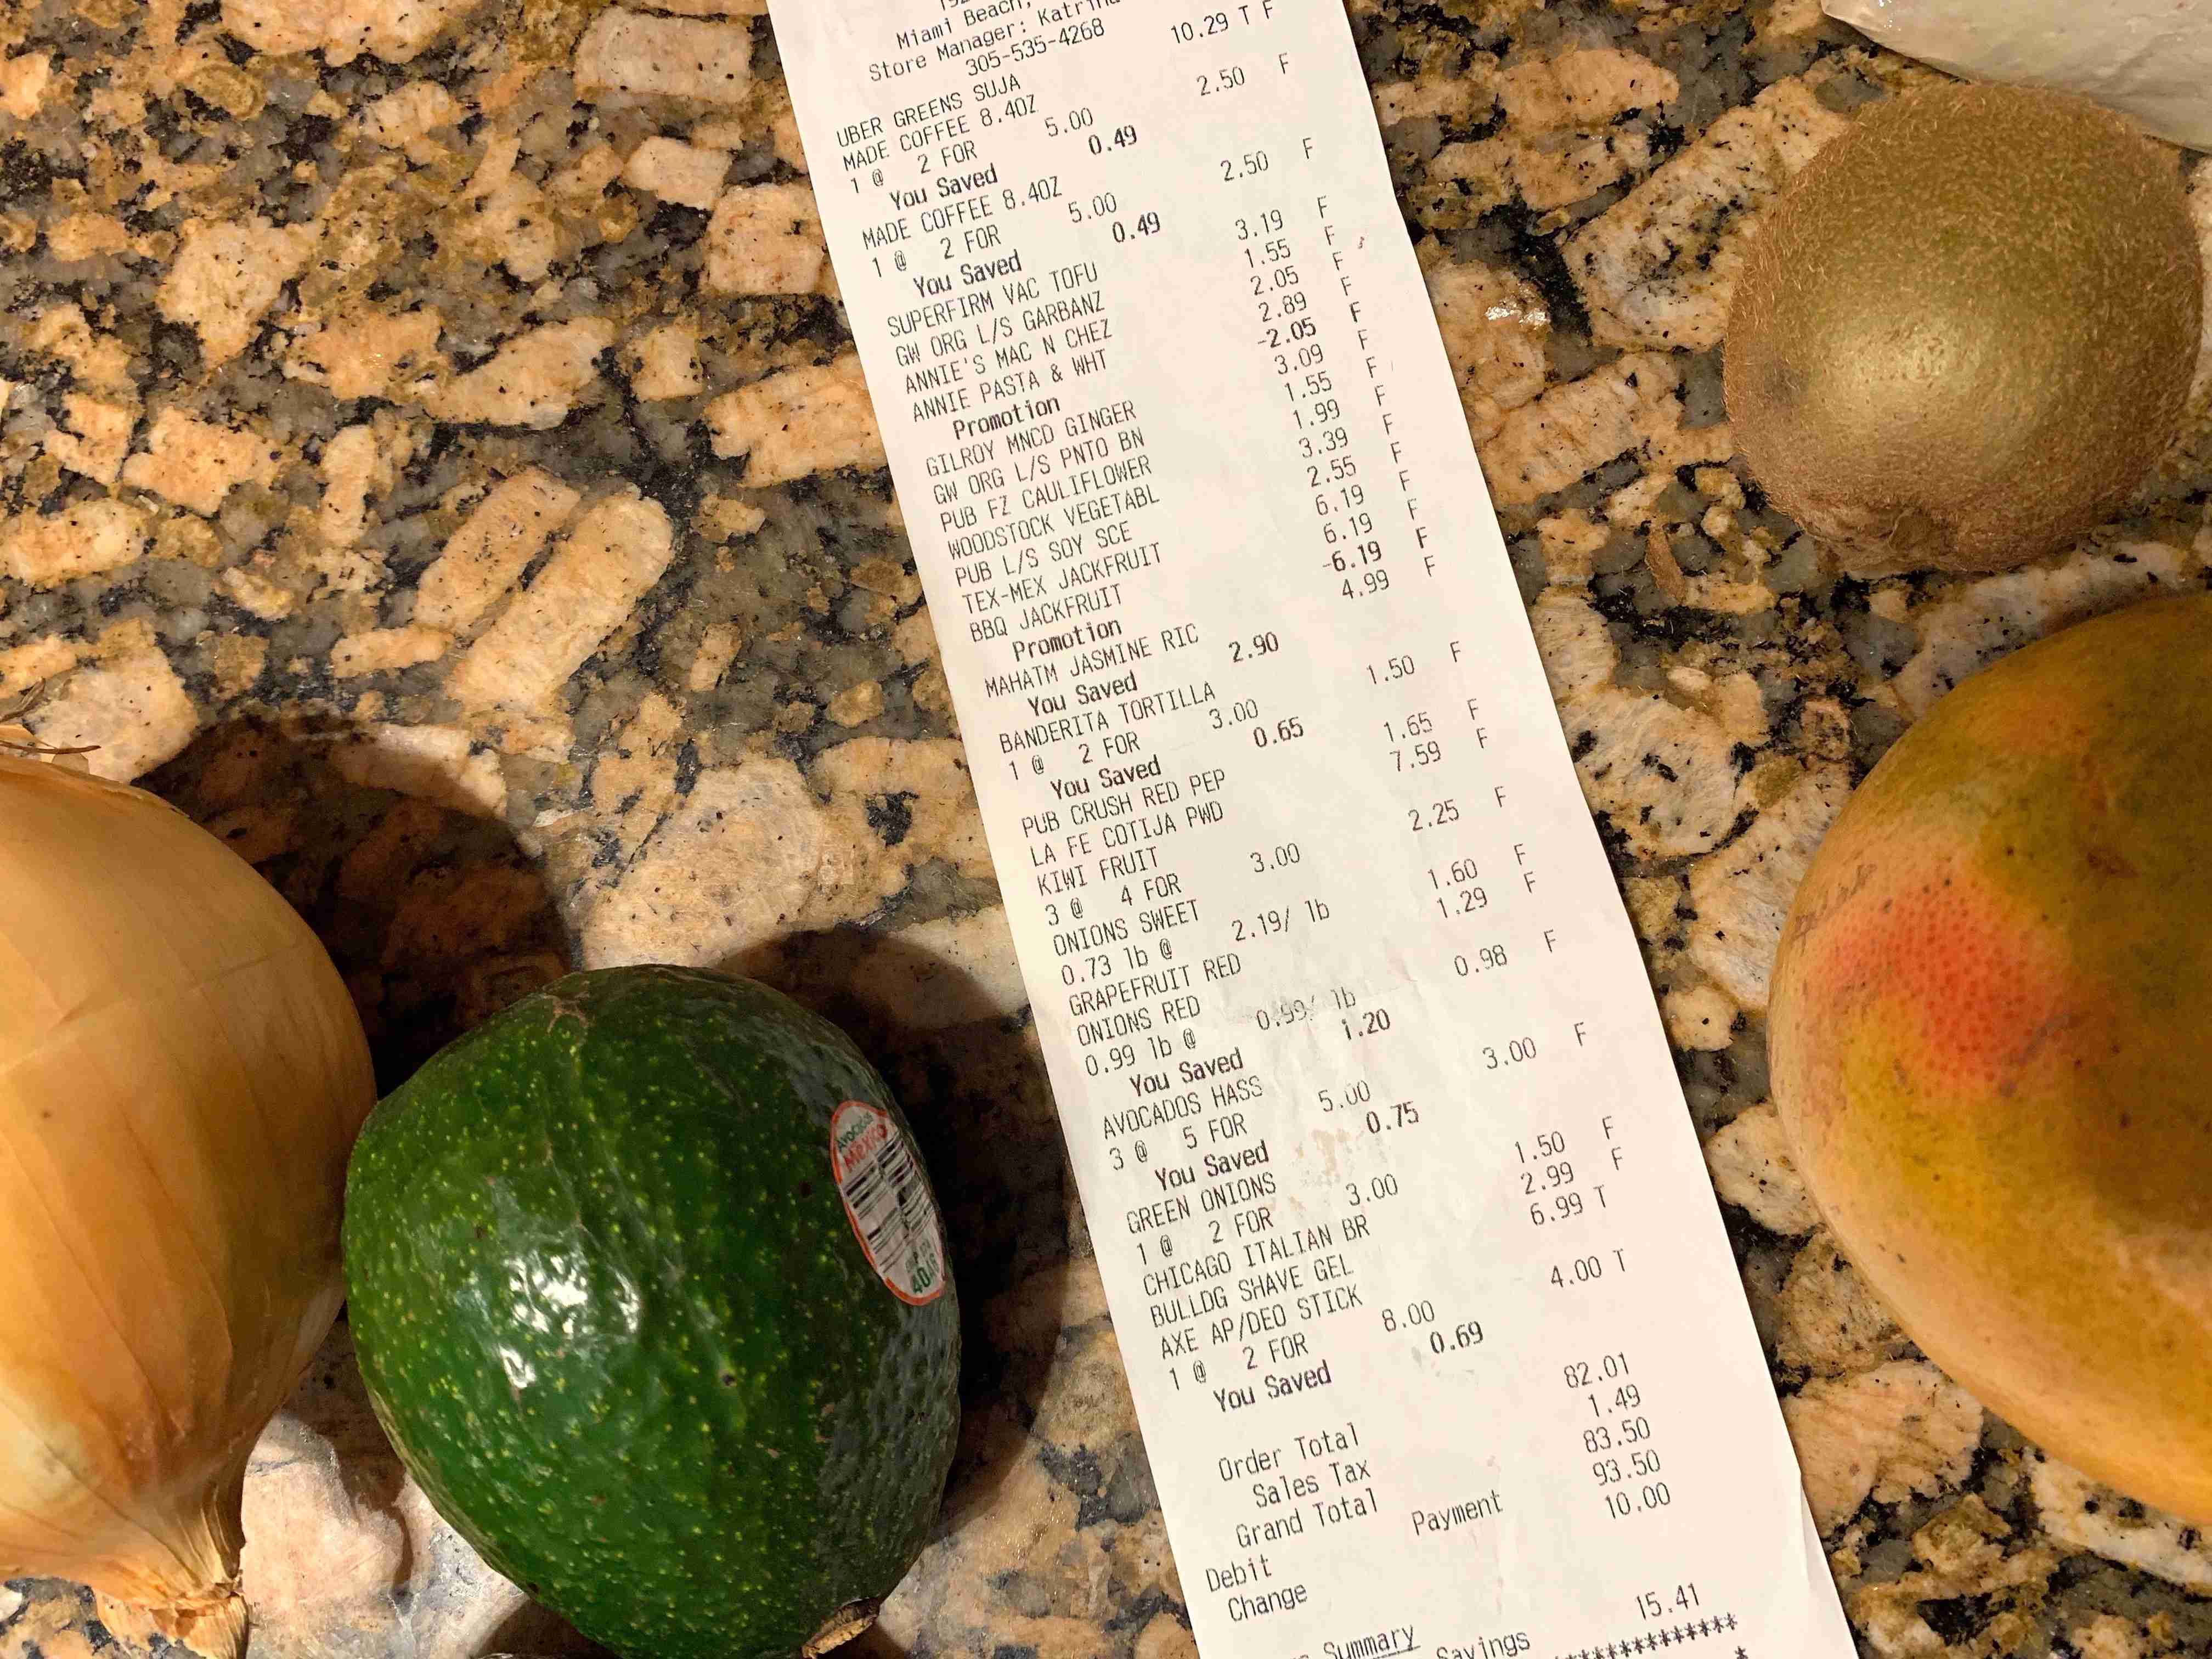 Miami Beach,
Store Manager: Katrina
305-535-4268
UBER GREENS SUJA 10.29 T F
MADE COFFEE 8.4OZ 2.50 F
1 @ 2 FOR 5.00
You Saved 0.49
MADE COFFEE 8.4OZ 2.50 F
1 @ 2 FOR 5.00
You Saved 0.49
SUPERFIRM VAC TOFU 3.19 F
GW ORG L/S GARBANZ 1.55 F
ANNIE'S MAC N CHEZ 2.05 F
ANNIE PASTA & WHT 2.89 F
Promotion -2.05 F
GILROY MNCD GINGER 3.09 F
GW ORG L/S PNTO BN 1.55 F
PUB FZ CAULIFLOWER 1.99 F
WOODSTOCK VEGETABL 3.39 F
PUB L/S SOY SCE 2.55 F
TEX-MEX JACKFRUIT 6.19 F
BBQ JACKFRUIT 6.19 F
Promotion -6.19 F
MAHATM JASMINE RIC 4.99 F
You Saved 2.90
BANDERITA TORTILLA 1.50 F
1 @ 2 FOR 3.00
You Saved 0.65
PUB CRUSH RED PEP 1.65 F
LA FE COTIJA PWD 7.59 F
KIWI FRUIT 2.25 F
3 @ 4 FOR 3.00
ONIONS SWEET 1.60 F
0.73 lb @ 2.19/ lb
GRAPEFRUIT RED 1.29 F
ONIONS RED 0.98 F
0.99 lb @ 0.99/ lb
You Saved 1.20
AVOCADOS HASS 3.00 F
3 @ 5 FOR 5.00
You Saved 0.75
GREEN ONIONS 1.50 F
1 @ 2 FOR 3.00
CHICAGO ITALIAN BR 2.99 F
BULLDG SHAVE GEL 6.99 T
AXE AP/DEO STICK 4.00 T
1 @ 2 FOR 8.00
You Saved 0.69
Order Total 82.01
Sales Tax 1.49
Grand Total 83.50
Debit Payment 93.50
Change 10.00
Summary
Savings 15.41
*************
*
Avocados
MEXICO